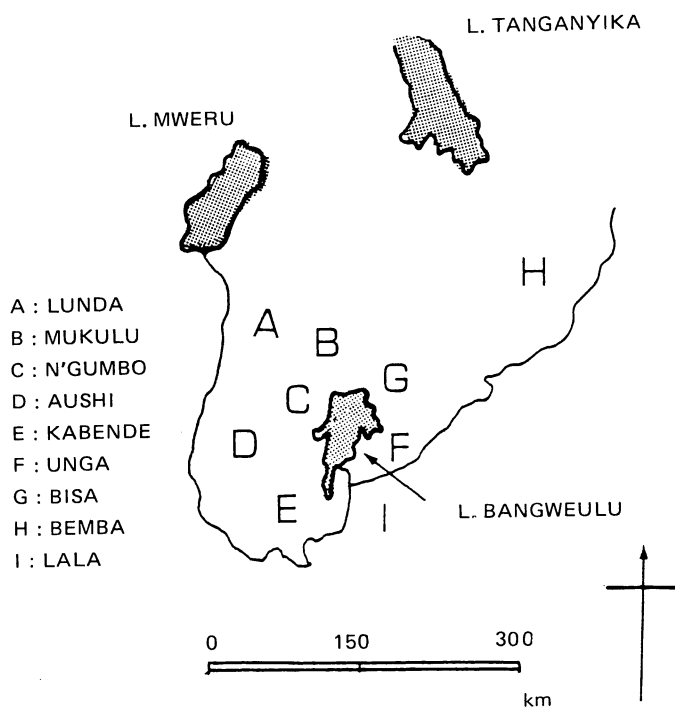 L. TANGANYIKA
L. MWERU
A : LUNDA
B : MUKULU
C : N'GUMBO
D : AUSHI
E : KABENDE
F : UNGA
G : BISA
H : BEMBA
I : LALA
H
A
B
G
C
D
F
E
I
L. BANGWEULU
0 150 300
km